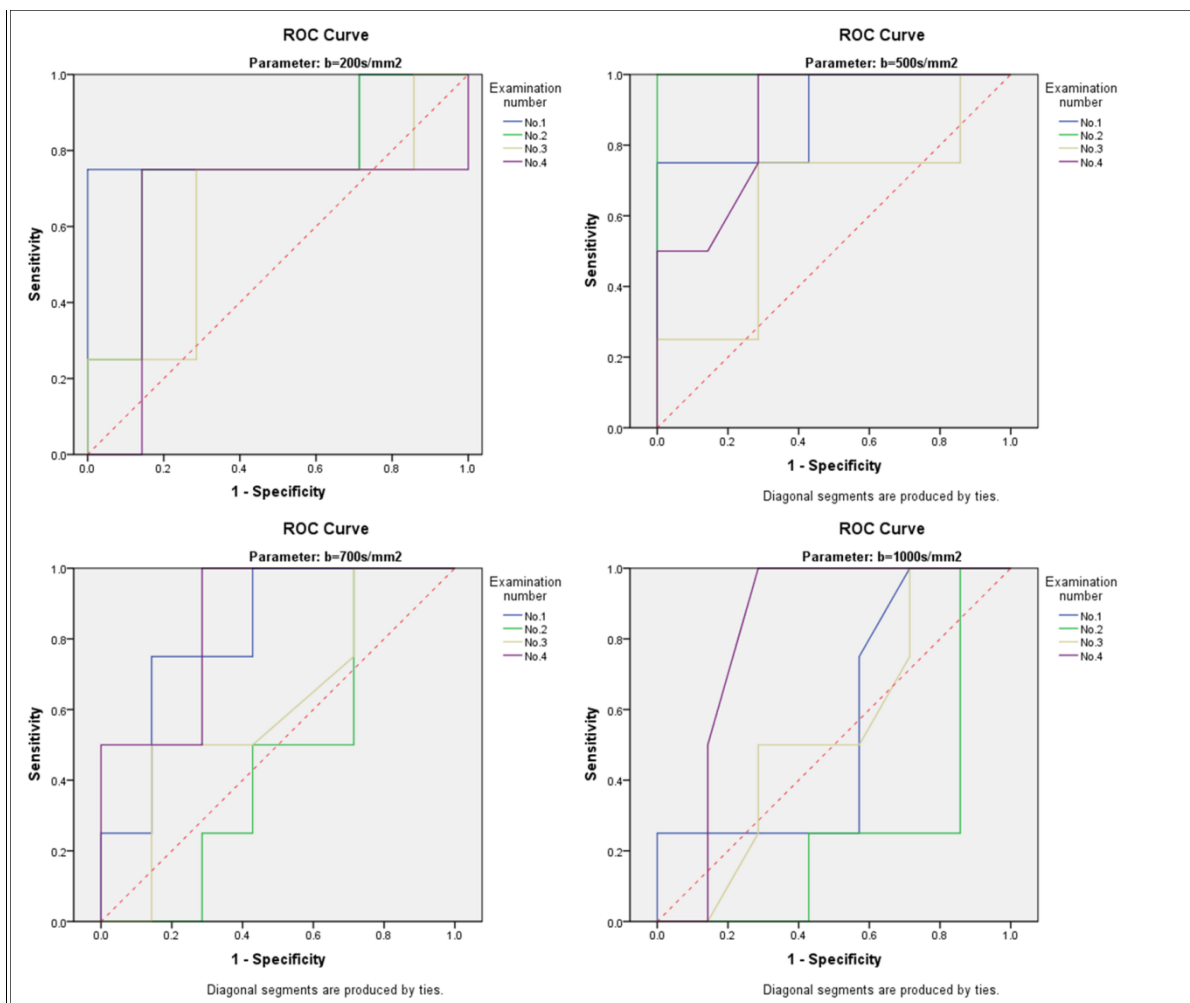 ROC Curve
Parameter: b=200s/mm2
1.0
0.8
0.6
0.4
0.2
0.0
Sensitivity
0.0 0.2 0.4 0.6 0.8 1.0
1 - Specificity
Examination
number
No.1
No.2
No.3
No.4
ROC Curve
Parameter: b=500s/mm2
1.0
0.8
0.6
0.4
0.2
0.0
Sensitivity
0.0 0.2 0.4 0.6 0.8 1.0
1 - Specificity
Examination
number
No.1
No.2
No.3
No.4
Diagonal segments are produced by ties.
ROC Curve
Parameter: b=700s/mm2
1.0
0.8
0.6
0.4
0.2
0.0
Sensitivity
0.0 0.2 0.4 0.6 0.8 1.0
1 - Specificity
Examination
number
No.1
No.2
No.3
No.4
Diagonal segments are produced by ties.
ROC Curve
Parameter: b=1000s/mm2
1.0
0.8
0.6
0.4
0.2
0.0
Sensitivity
0.0 0.2 0.4 0.6 0.8 1.0
1 - Specificity
Examination
number
No.1
No.2
No.3
No.4
Diagonal segments are produced by ties.